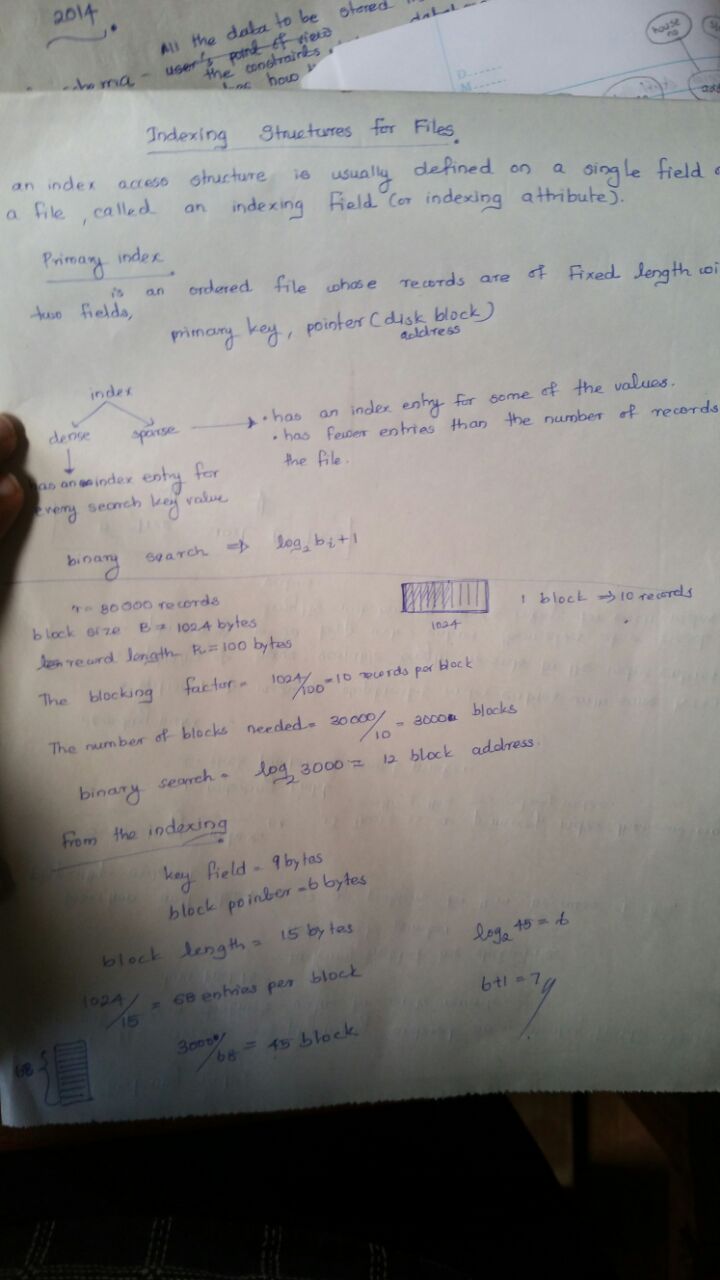 2014
All the data to be stored
user's point of view
the constraints
how
Indexing Structures for Files.
an index access structure is usually defined on a single field
a file, called an indexing field (or indexing attribute).
Primary index
is an ordered file whose records are of Fixed length wi
two fields,
primary key, pointer (disk block)
address
index
dense sparse → • has an index entry for some of the values.
• has fewer entries than the number of records
the file.
has an index entry for
every search key value
binary search ⇒ log₂ bi+1
r = 30000 records
1 block ⇒ 10 records
1024
block size B = 1024 bytes
record length R = 100 bytes
The blocking factor = 1024/100 = 10 records per block
The number of blocks needed = 30000/10 = 3000 blocks
binary search = log₂ 3000 = 12 block address.
From the indexing
key field = 9 bytes
block pointer = 6 bytes
block length = 15 bytes
log₂ 45 = 6
1024/15 = 68 entries per block
6+1 = 7
3000/68 = 45 block
68
house
no
D
M